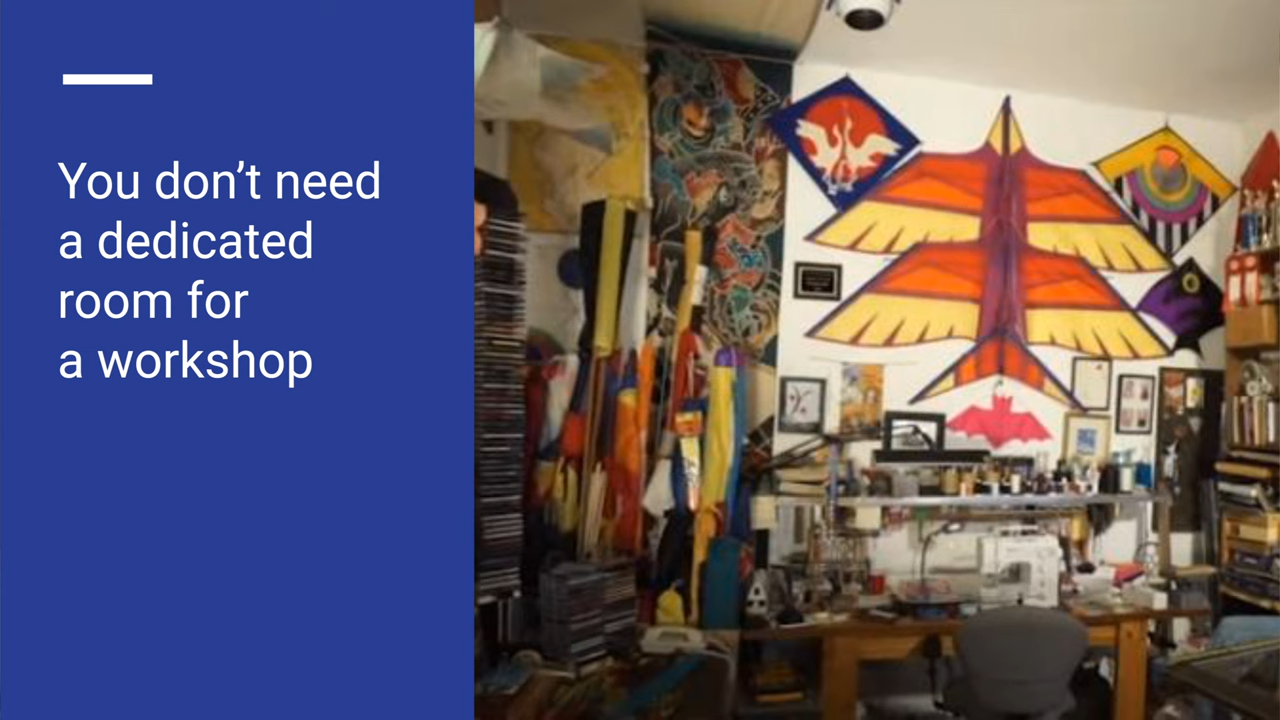 You don’t need
a dedicated
room for
a workshop